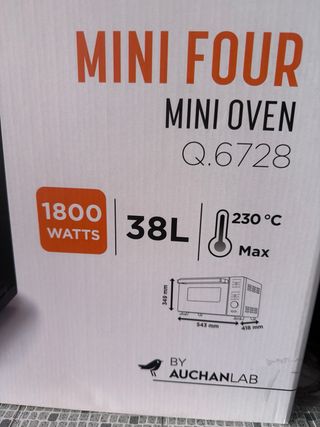 MINI FOUR
MINI OVEN
Q.6728
1800
WATTS
38L
230 °C
Max
349 mm
543 mm
418 mm
BY
AUCHANLAB